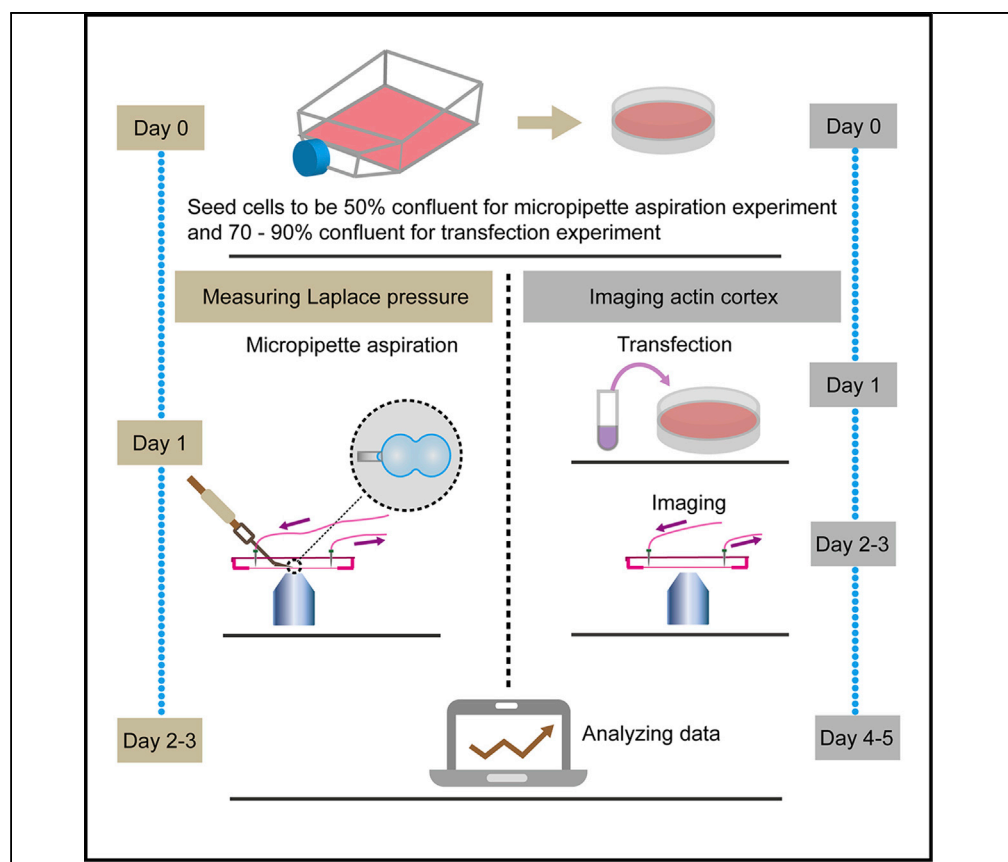 Day 0
Day 0
Seed cells to be 50% confluent for micropipette aspiration experiment
and 70 - 90% confluent for transfection experiment
Measuring Laplace pressure
Imaging actin cortex
Micropipette aspiration
Transfection
Day 1
Day 1
Imaging
Day 2-3
Day 2-3
Analyzing data
Day 4-5